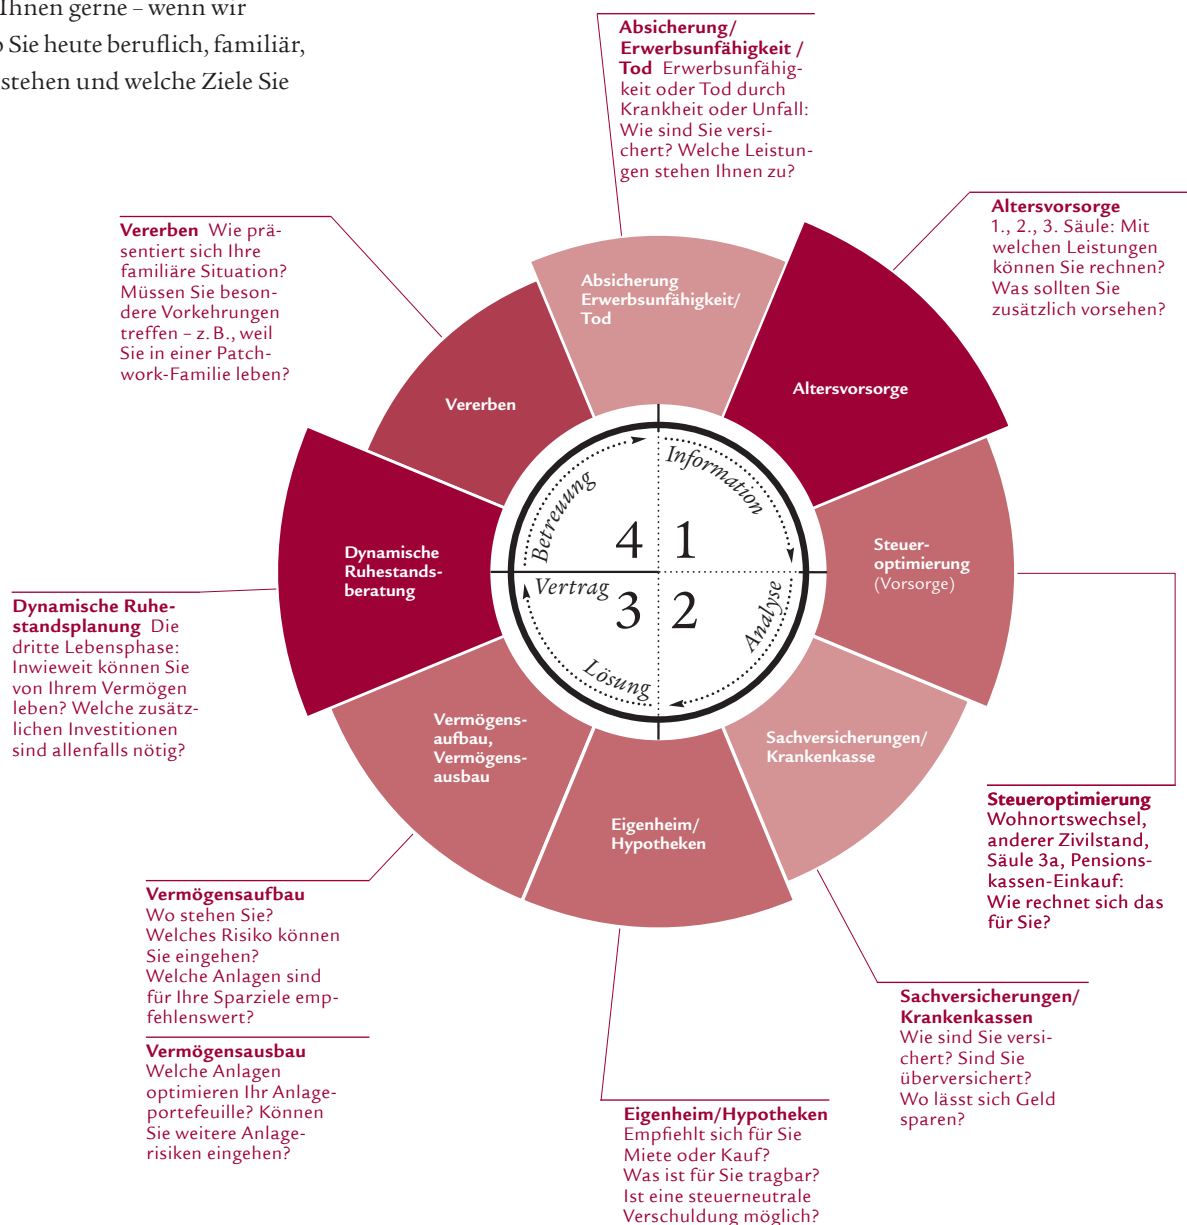 Ihnen gerne – wenn wir
Sie heute beruflich, familiär,
stehen und welche Ziele Sie
Absicherung/
Erwerbsunfähigkeit /
Tod Erwerbsunfähig-
keit oder Tod durch
Krankheit oder Unfall:
Wie sind Sie versi-
chert? Welche Leistun-
gen stehen Ihnen zu?
Altersvorsorge
1., 2., 3. Säule: Mit
welchen Leistungen
können Sie rechnen?
Was sollten Sie
zusätzlich vorsehen?
Vererben Wie prä-
sentiert sich Ihre
familiäre Situation?
Müssen Sie beson-
dere Vorkehrungen
treffen – z. B., weil
Sie in einer Patch-
work-Familie leben?
Absicherung
Erwerbsunfähigkeit/
Tod
Altersvorsorge
Vererben
Steuer-
optimierung
(Vorsorge)
Dynamische
Ruhestands-
beratung
Sachversicherungen/
Krankenkasse
Vermögens-
aufbau,
Vermögens-
ausbau
Eigenheim/
Hypotheken
Betreuung
Information
4 1
Vertrag
3 2
Analyse
Lösung
Dynamische Ruhe-
standsplanung Die
dritte Lebensphase:
Inwieweit können Sie
von Ihrem Vermögen
leben? Welche zusätz-
lichen Investitionen
sind allenfalls nötig?
Steueroptimierung
Wohnortswechsel,
anderer Zivilstand,
Säule 3a, Pensions-
kassen-Einkauf:
Wie rechnet sich das
für Sie?
Vermögensaufbau
Wo stehen Sie?
Welches Risiko können
Sie eingehen?
Welche Anlagen sind
für Ihre Sparziele emp-
fehlenswert?
Vermögensausbau
Welche Anlagen
optimieren Ihr Anlage-
portefeuille? Können
Sie weitere Anlage-
risiken eingehen?
Sachversicherungen/
Krankenkassen
Wie sind Sie versi-
chert? Sind Sie
überversichert?
Wo lässt sich Geld
sparen?
Eigenheim/Hypotheken
Empfiehlt sich für Sie
Miete oder Kauf?
Was ist für Sie tragbar?
Ist eine steuerneutrale
Verschuldung möglich?